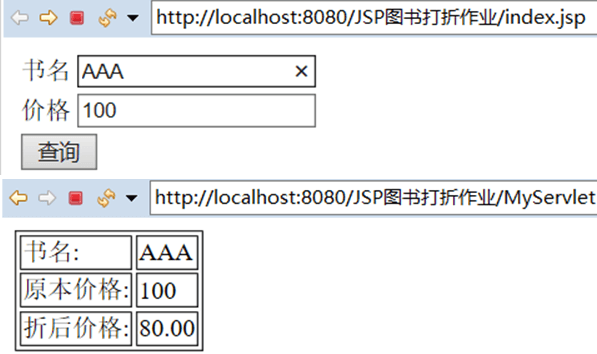 http://localhost:8080/JSP图书打折作业/index.jsp
书名 AAA ×
价格 100
查询
http://localhost:8080/JSP图书打折作业/MyServlet
书名: AAA
原本价格: 100
折后价格: 80.00